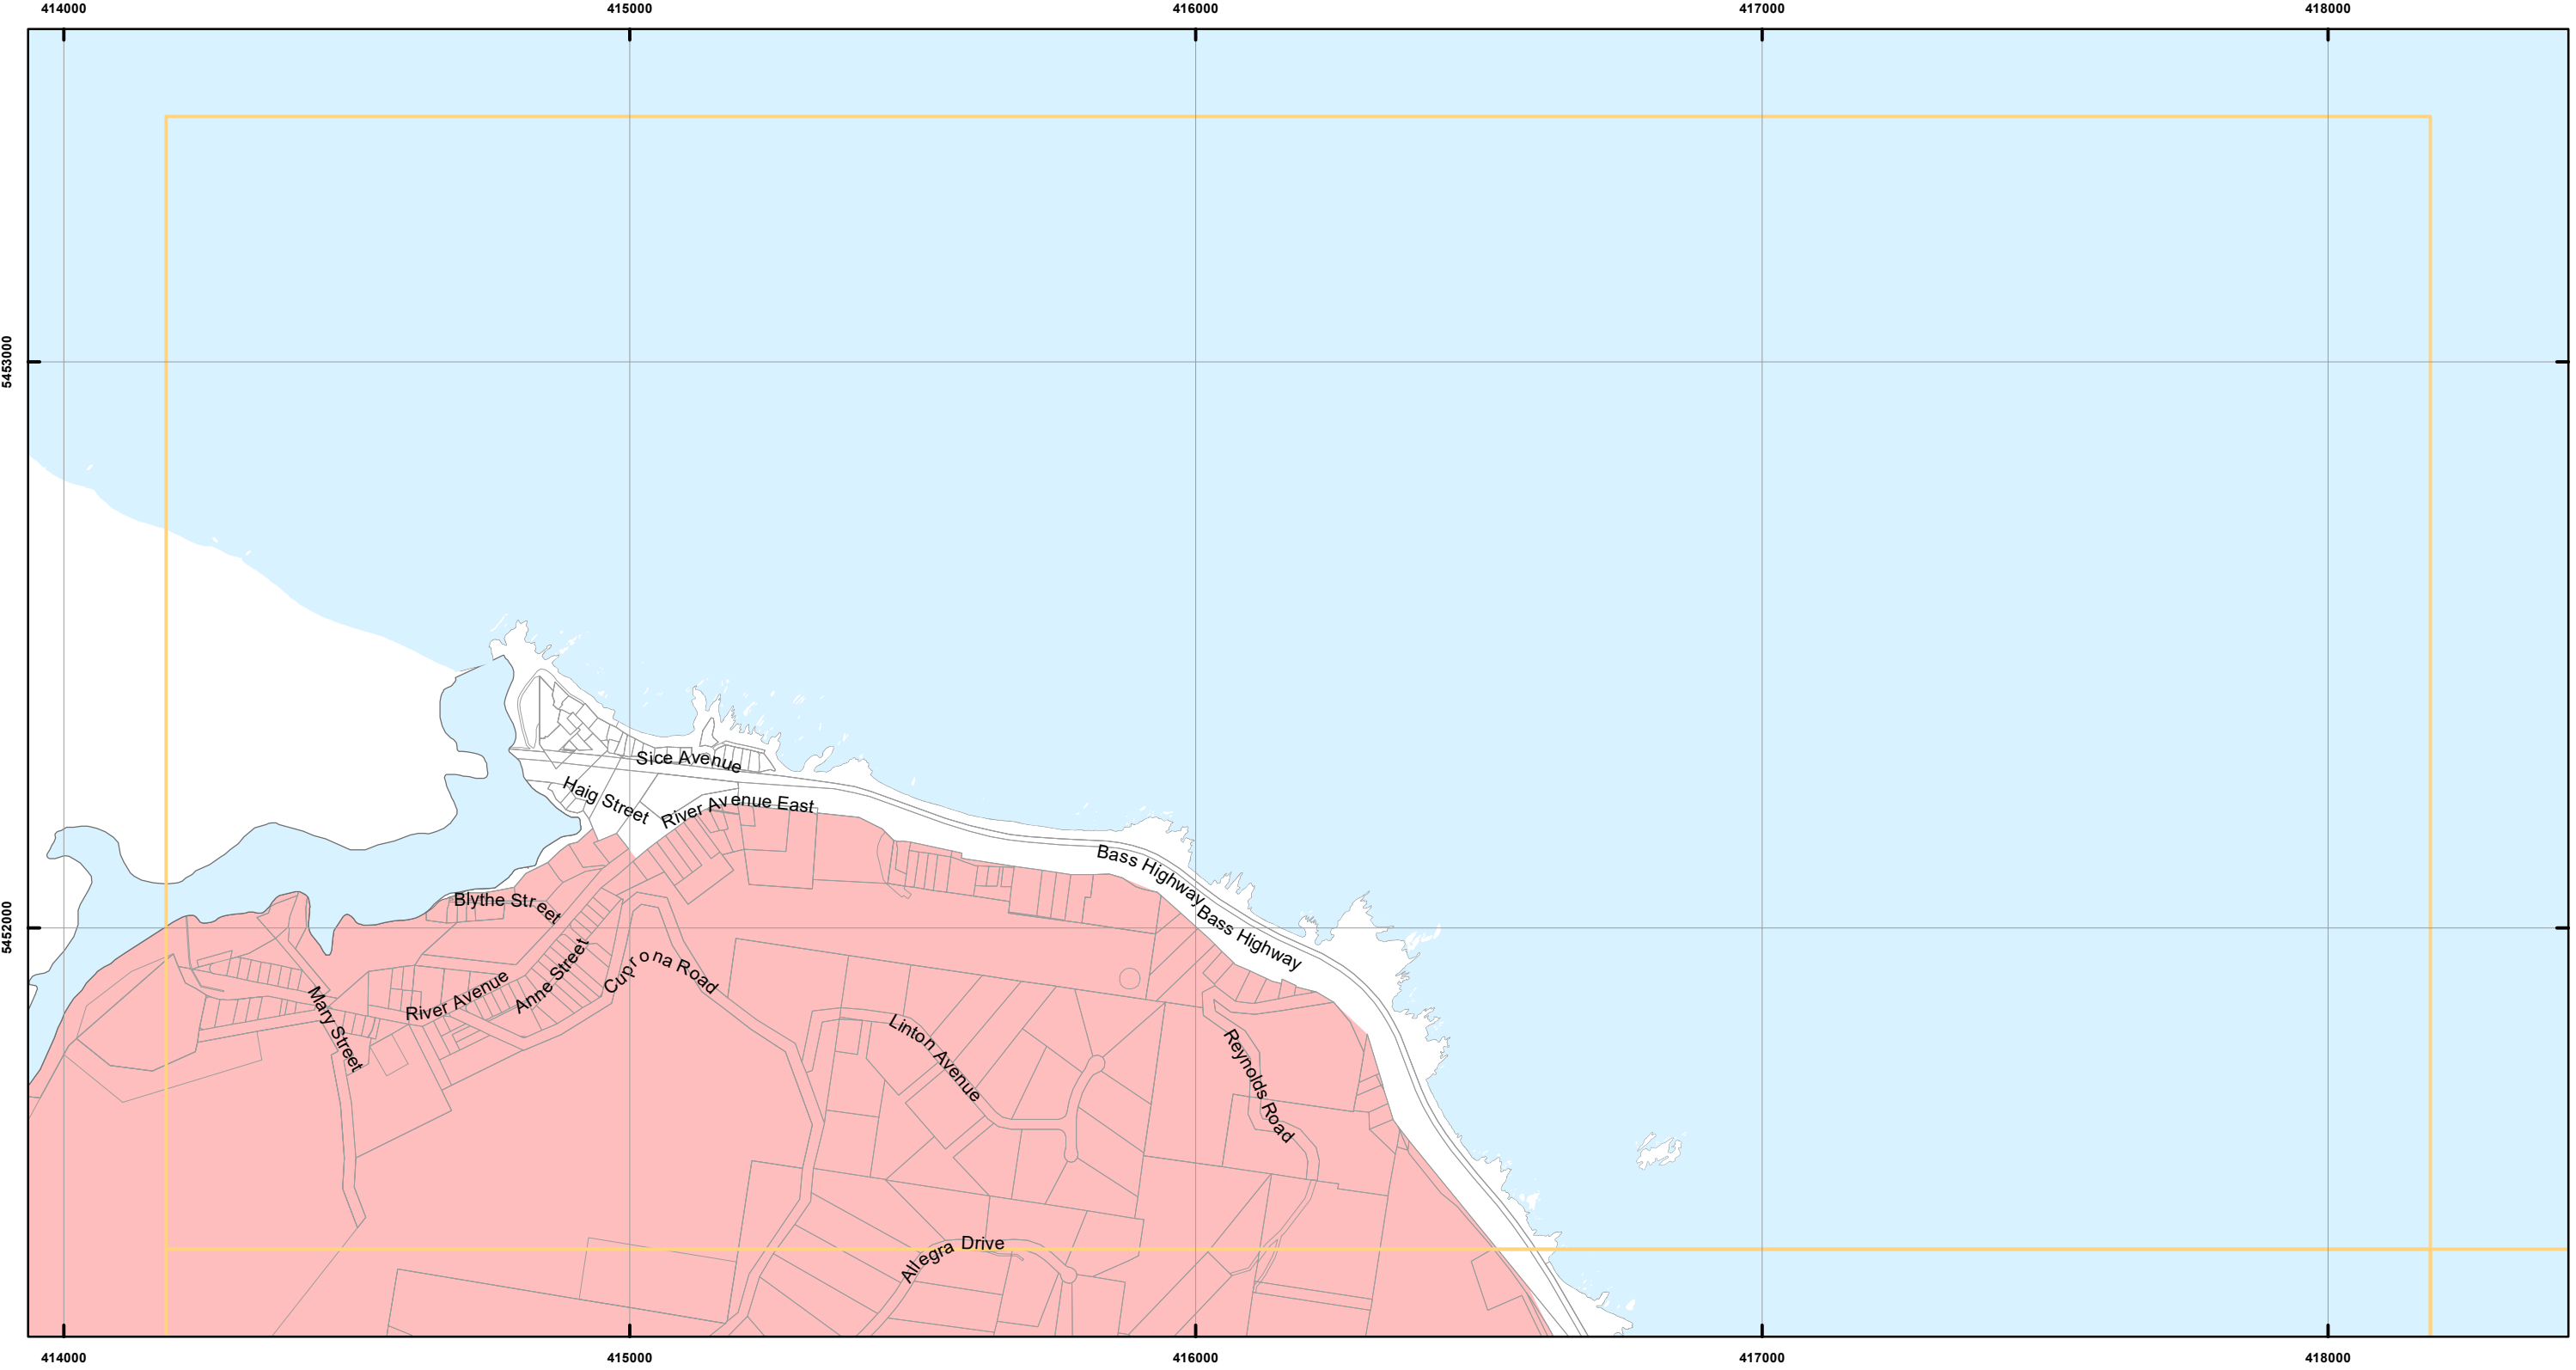 414000 415000 416000 417000 418000
5453000
Sice Avenue
Haig Street
River Avenue East
Bass Highway
Blythe Street
Bass Highway
5452000
Anne Street
Cuprona Road
River Avenue
Mary Street
Linton Avenue
Reynolds Road
Allegra Drive
414000 415000 416000 417000 418000